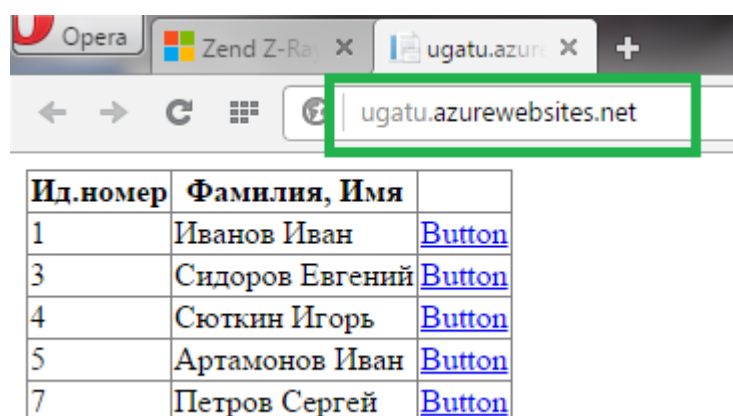 Opera Zend Z-Ra ugatu.azure
ugatu.azurewebsites.net
Ид.номер Фамилия, Имя
1 Иванов Иван Button
3 Сидоров Евгений Button
4 Сюткин Игорь Button
5 Артамонов Иван Button
7 Петров Сергей Button